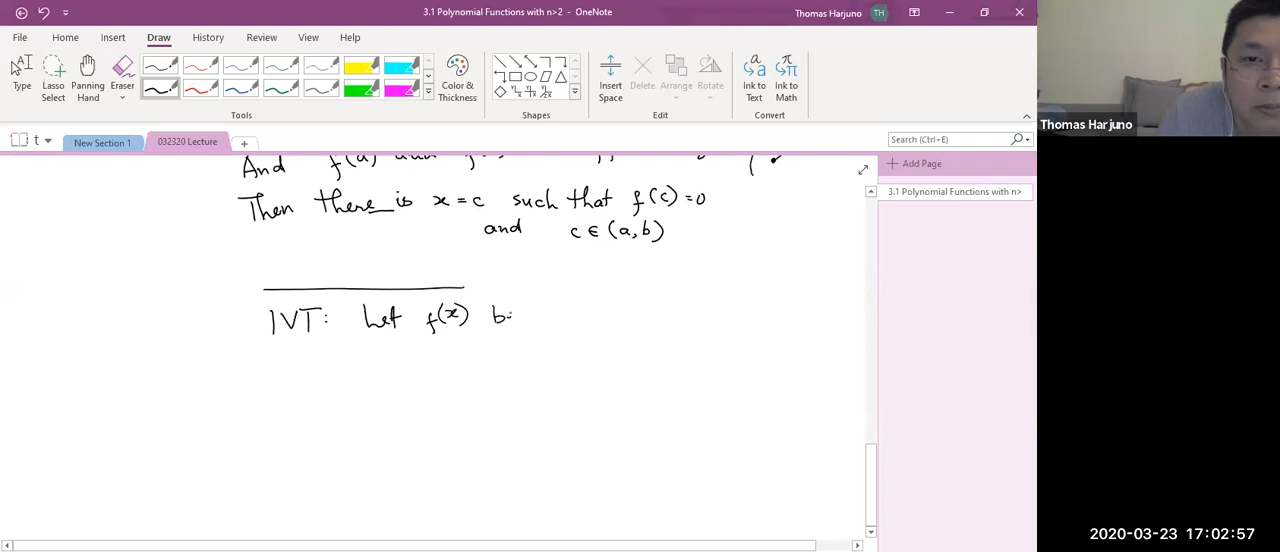 3.1 Polynomial Functions with n>2 - OneNote
Thomas Harjuno TH
File Home Insert Draw History Review View Help
Type Lasso Select Panning Hand Eraser Color & Thickness Insert Space Delete Arrange Rotate Ink to Text Ink to Math
Tools Shapes Edit Convert
t New Section 1 032320 Lecture Search (Ctrl+E)
Add Page
3.1 Polynomial Functions with n>
And f(a) and
Then there is x = c such that f(c) = 0
and c ∈ (a, b)
IVT: Let f(x)
Thomas Harjuno
2020-03-23 17:02:57